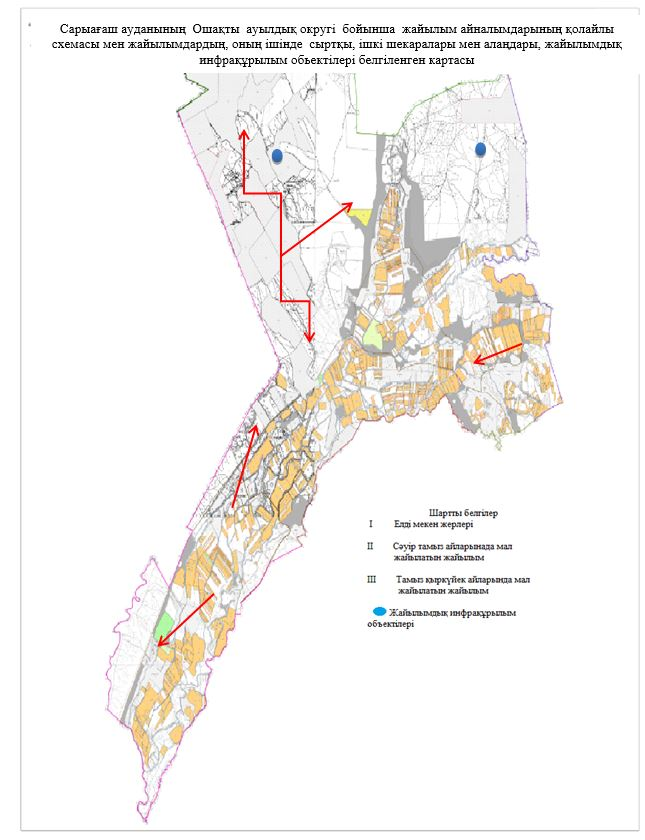 Сарыағаш ауданының Ошақты ауылдық округі бойынша жайылым айналымдарының қолайлы
схемасы мен жайылымдардың, оның ішінде сыртқы, ішкі шекаралары мен алаңдары, жайылымдық
инфрақұрылым обьектілері белгіленген картасы
Шартты белгілер
I Елді мекен жерлері
II Сәуір тамыз айларынада мал
жайылатын жайылым
III Тамыз қыркүйек айларында мал
жайылатын жайылым
Жайылымдық инфрақұрылым
объектілері